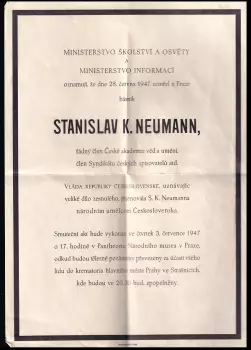 MINISTERSTVO ŠKOLSTVÍ A OSVĚTY
A
MINISTERSTVO INFORMACÍ
oznamují, že dne 28. června 1947 zemřel v Praze
básník
STANISLAV K. NEUMANN,
řádný člen České akademie věd a umění,
člen Syndikátu českých spisovatelů atd.
VLÁDA REPUBLIKY ČESKOSLOVENSKÉ, uznávajíc
veliké dílo zesnulého, jmenovala S. K. Neumanna
národním umělcem Československa.
Smuteční akt bude vykonán ve čtvrtek 3. července 1947
o 17. hodině v Pantheonu Národního musea v Praze,
odkud budou tělesné pozůstatky převezeny za účasti všeho
lidu do krematoria hlavního města Prahy ve Strašnicích,
kde budou ve 20.30 hod. zpopelněny.